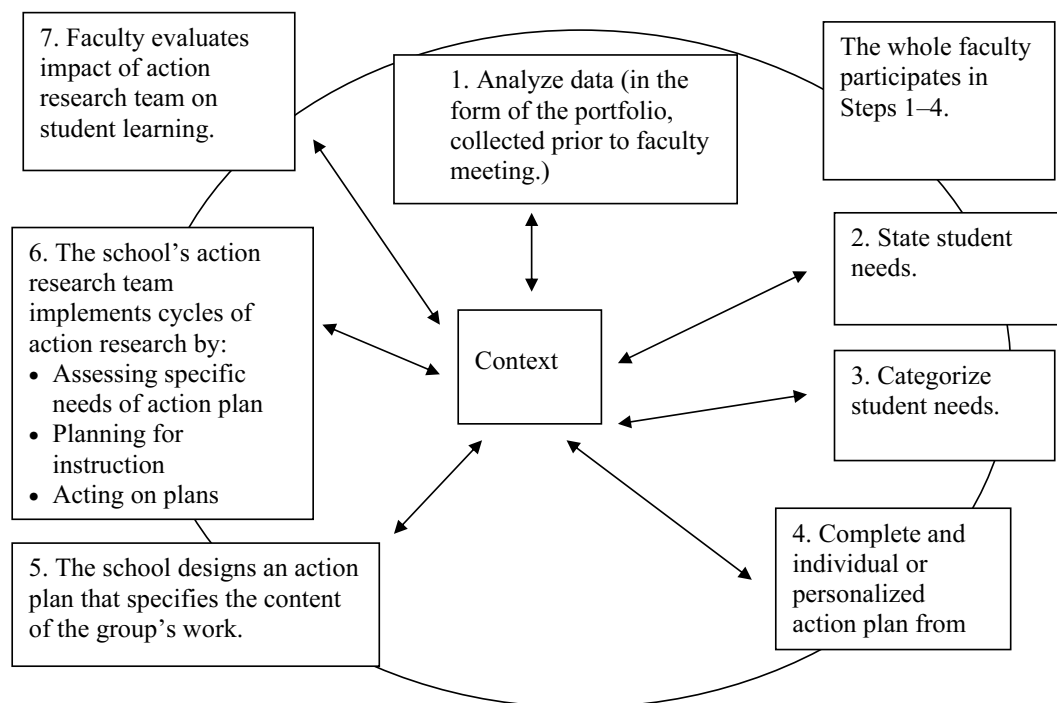 7. Faculty evaluates
impact of action
research team on
student learning.
1. Analyze data (in the
form of the portfolio,
collected prior to faculty
meeting.)
The whole faculty
participates in
Steps 1–4.
6. The school’s action
research team
implements cycles of
action research by:
• Assessing specific
needs of action plan
• Planning for
instruction
• Acting on plans
Context
2. State student
needs.
3. Categorize
student needs.
5. The school designs an action
plan that specifies the content
of the group’s work.
4. Complete and
individual or
personalized
action plan from